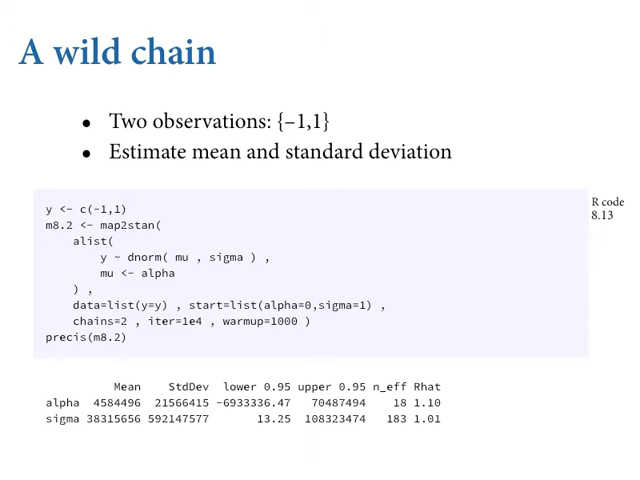 A wild chain
• Two observations: {–1,1}
• Estimate mean and standard deviation
R code
8.13
y <- c(-1,1)
m8.2 <- map2stan(
    alist(
        y ~ dnorm( mu , sigma ) ,
        mu <- alpha
    ) ,
    data=list(y=y) , start=list(alpha=0,sigma=1) ,
    chains=2 , iter=1e4 , warmup=1000 )
precis(m8.2)
Mean StdDev lower 0.95 upper 0.95 n_eff Rhat
alpha 4584496 21566415 -6933336.47 70487494 18 1.10
sigma 38315656 592147577 13.25 108323474 183 1.01